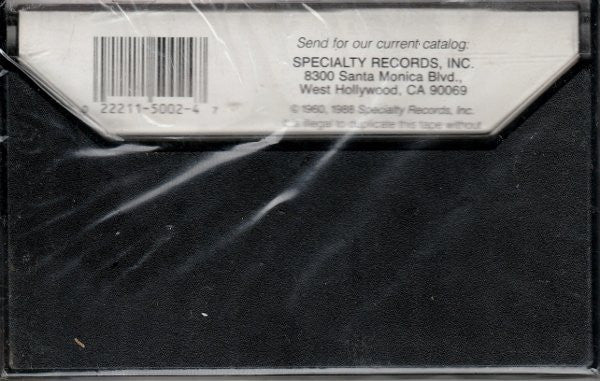 Send for our current catalog:
SPECIALTY RECORDS, INC.
8300 Santa Monica Blvd.,
West Hollywood, CA 90069
0 22211-5002-4 7
© 1960, 1988 Specialty Records, Inc.
is illegal to duplicate this tape without